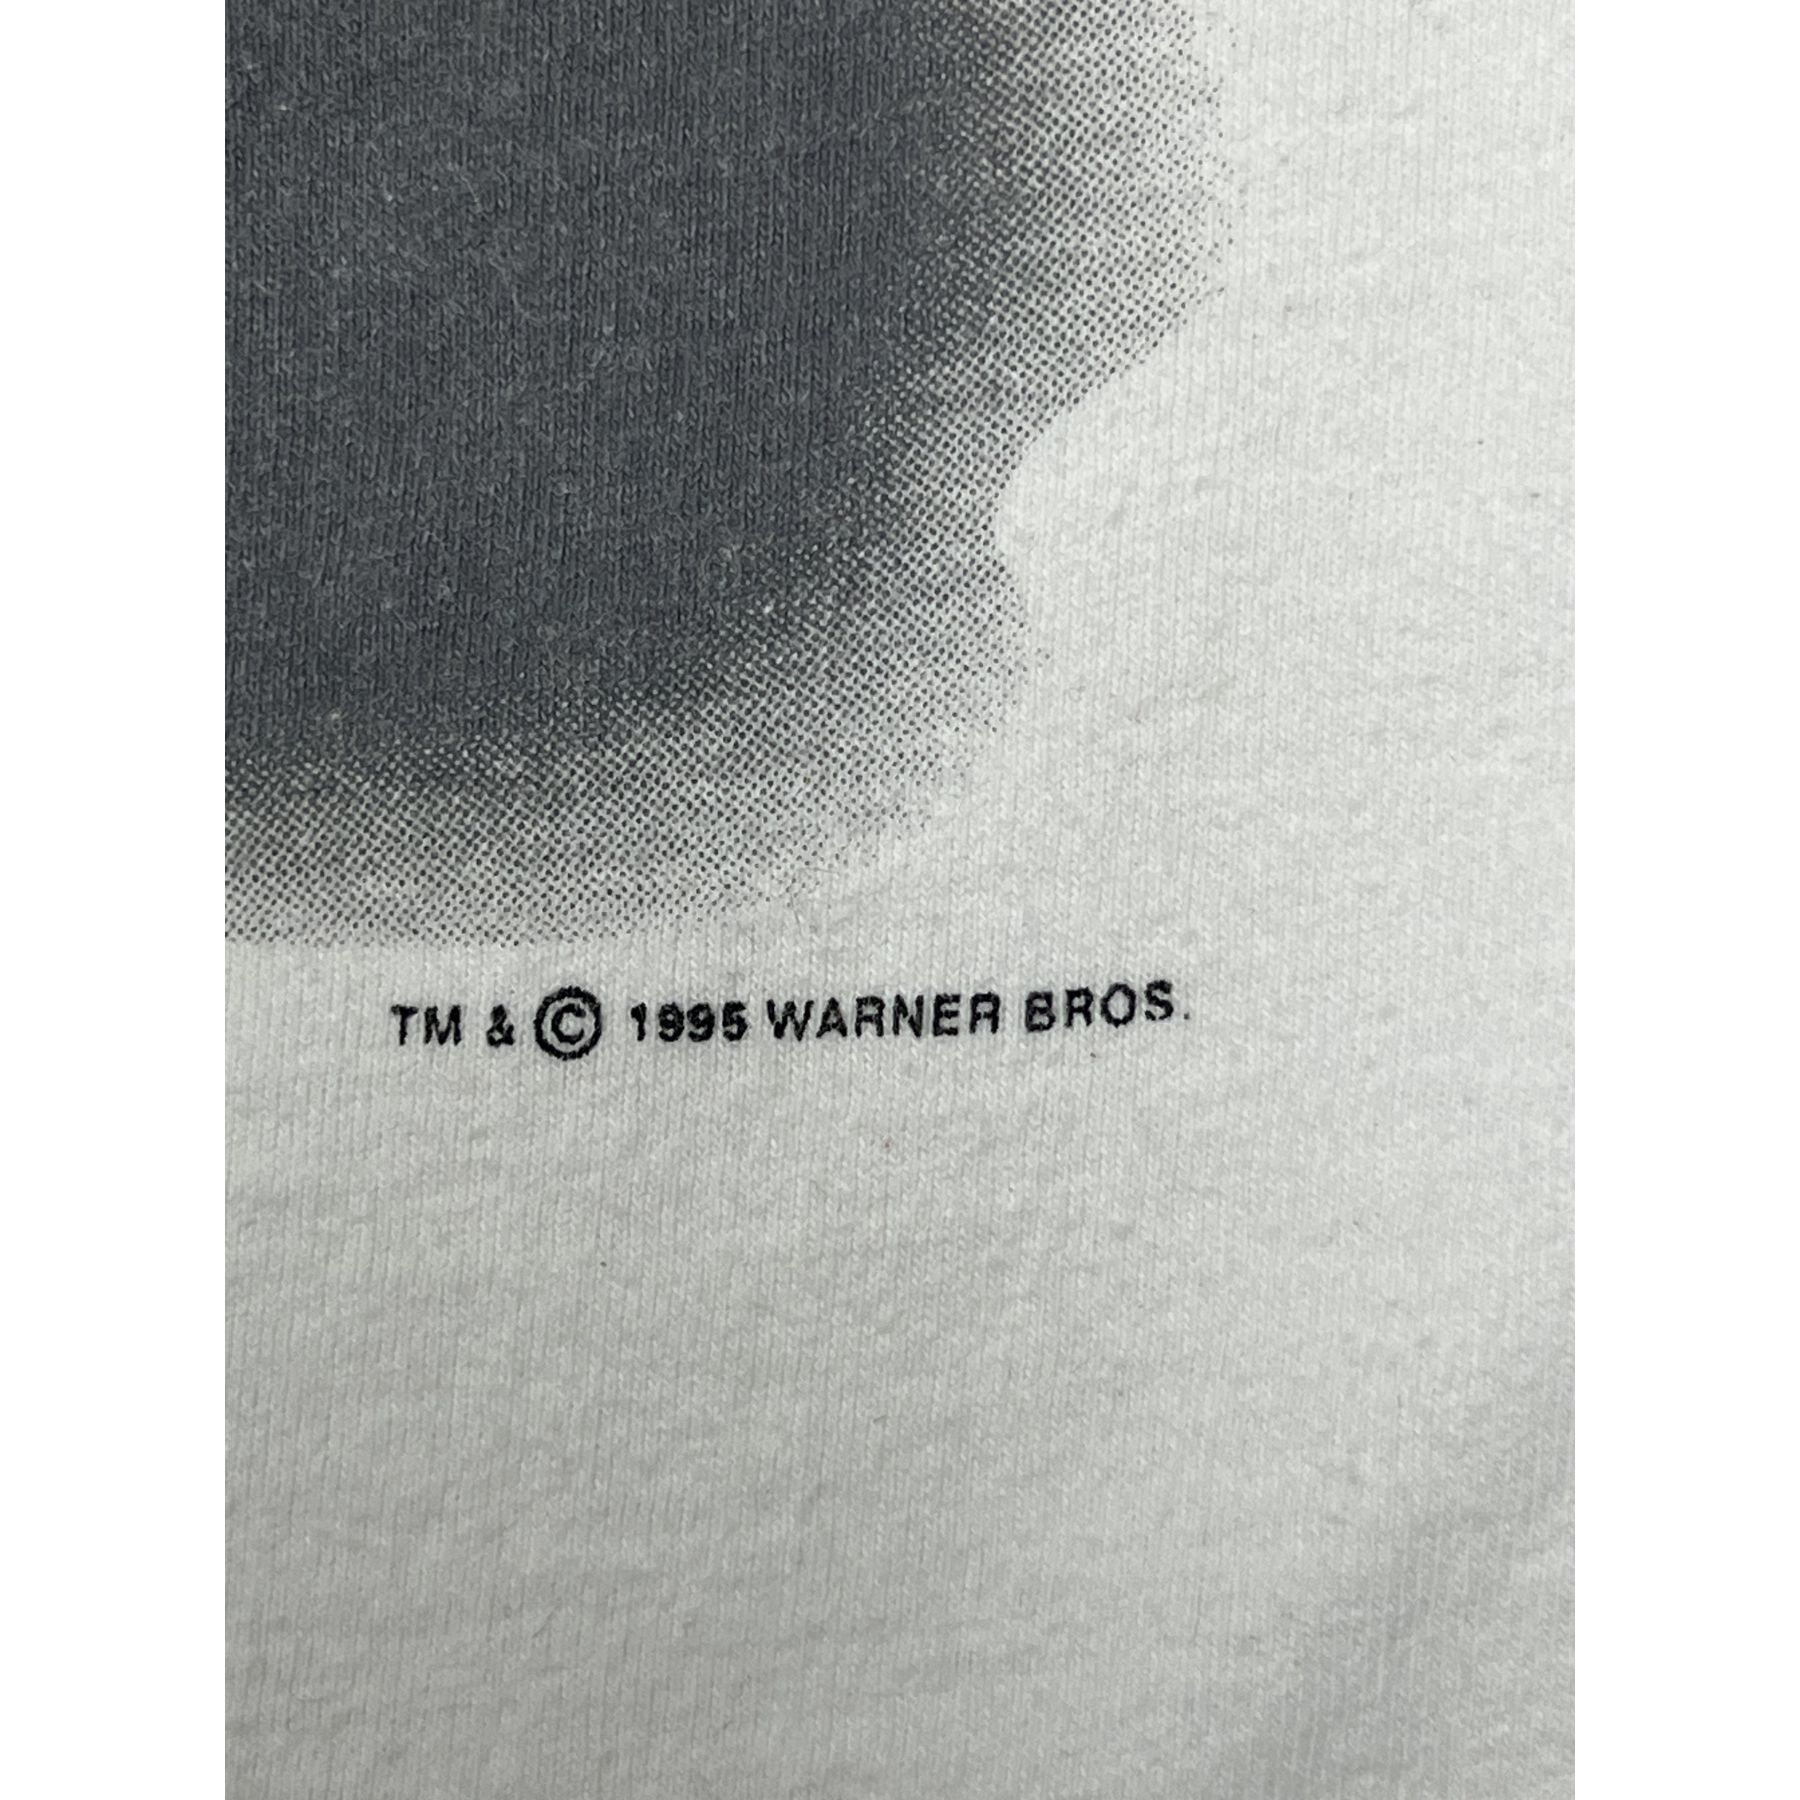 TM & © 1995 WARNER BROS.